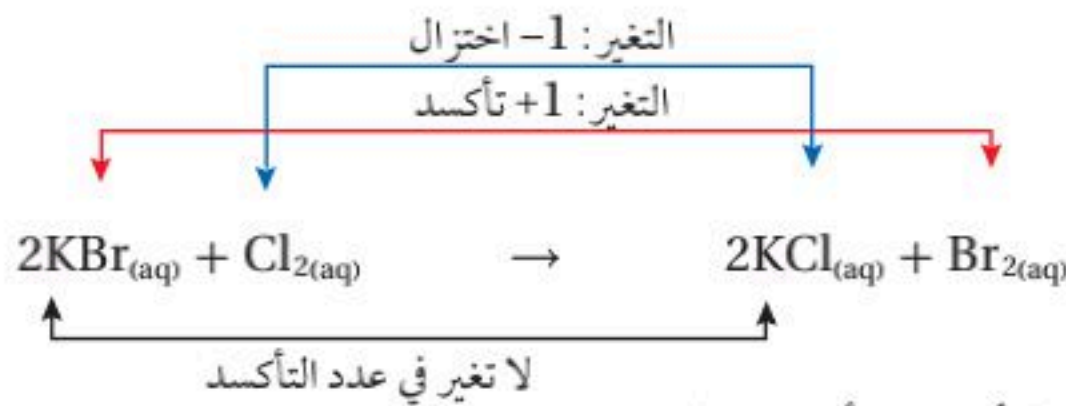 التغير: 1– اختزال
التغير: 1+ تأكسد
2KBr(aq) + Cl2(aq) → 2KCl(aq) + Br2(aq)
لا تغير في عدد التأكسد